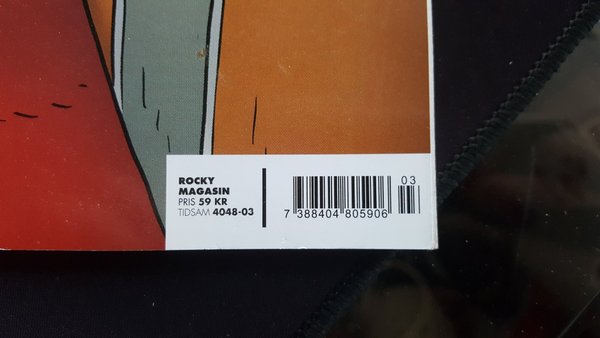 ROCKY
MAGASIN
PRIS 59 KR
TIDSAM 4048-03
03
7 388404 805906